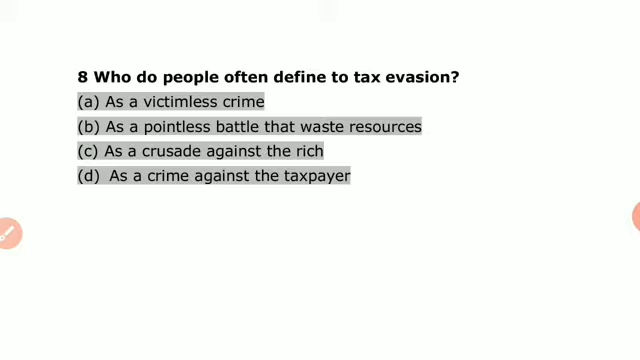 8 Who do people often define to tax evasion?
(a) As a victimless crime
(b) As a pointless battle that waste resources
(c) As a crusade against the rich
(d) As a crime against the taxpayer